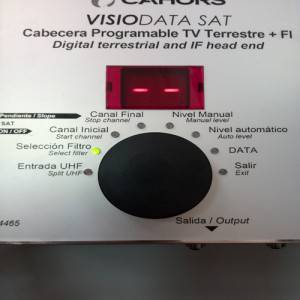 CAHORS
VISIODATA SAT
Cabecera Programable TV Terrestre + FI
Digital terrestrial and IF head end
Pendiente / Slope
SAT
ON / OFF
Canal Final
Stop channel
Nivel Manual
Manual level
Canal Inicial
Start channel
Nivel automático
Auto level
Selección Filtro
Select filter
DATA
Entrada UHF
Split UHF
Salir
Exit
Salida / Output
4465